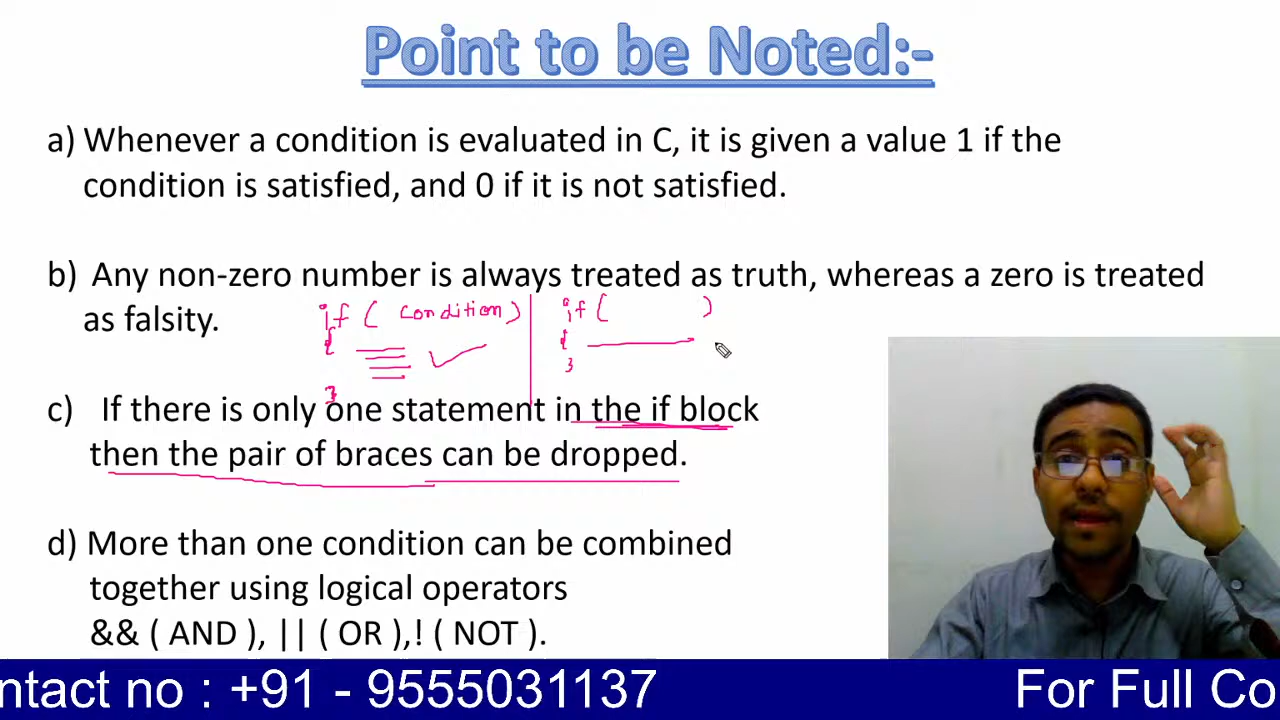 Point to be Noted:-
a) Whenever a condition is evaluated in C, it is given a value 1 if the
condition is satisfied, and 0 if it is not satisfied.
b) Any non-zero number is always treated as truth, whereas a zero is treated
as falsity.
if ( condition ) if ( )
{ {
} }
c) If there is only one statement in the if block
then the pair of braces can be dropped.
d) More than one condition can be combined
together using logical operators
&& ( AND ), || ( OR ),! ( NOT ).
ntact no : +91 - 9555031137 For Full Co